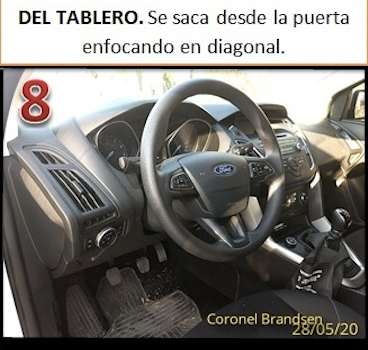 DEL TABLERO. Se saca desde la puerta
enfocando en diagonal.
8
Ford
Coronel Brandsen
28/05/20